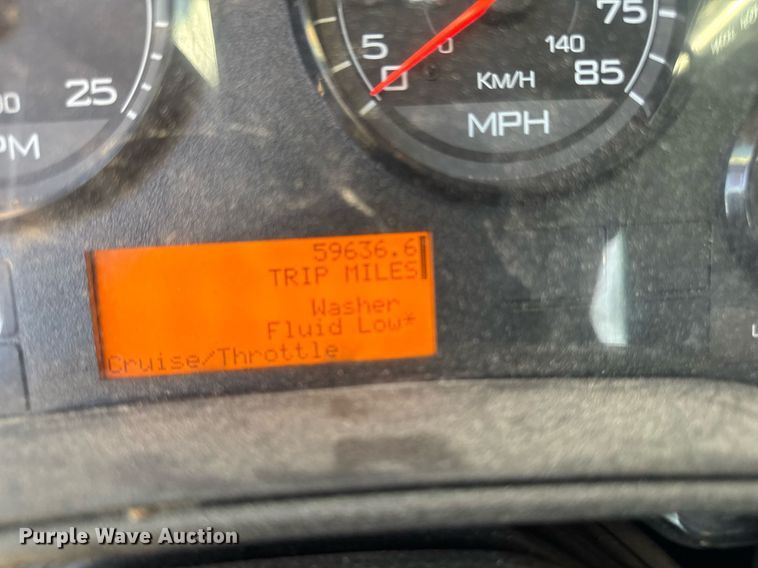 75
5
0
0
140
85
25
KM/H
MPH
PM
59636.6
TRIP MILES
Washer
Fluid Low*
Cruise/Throttle
Purple Wave Auction